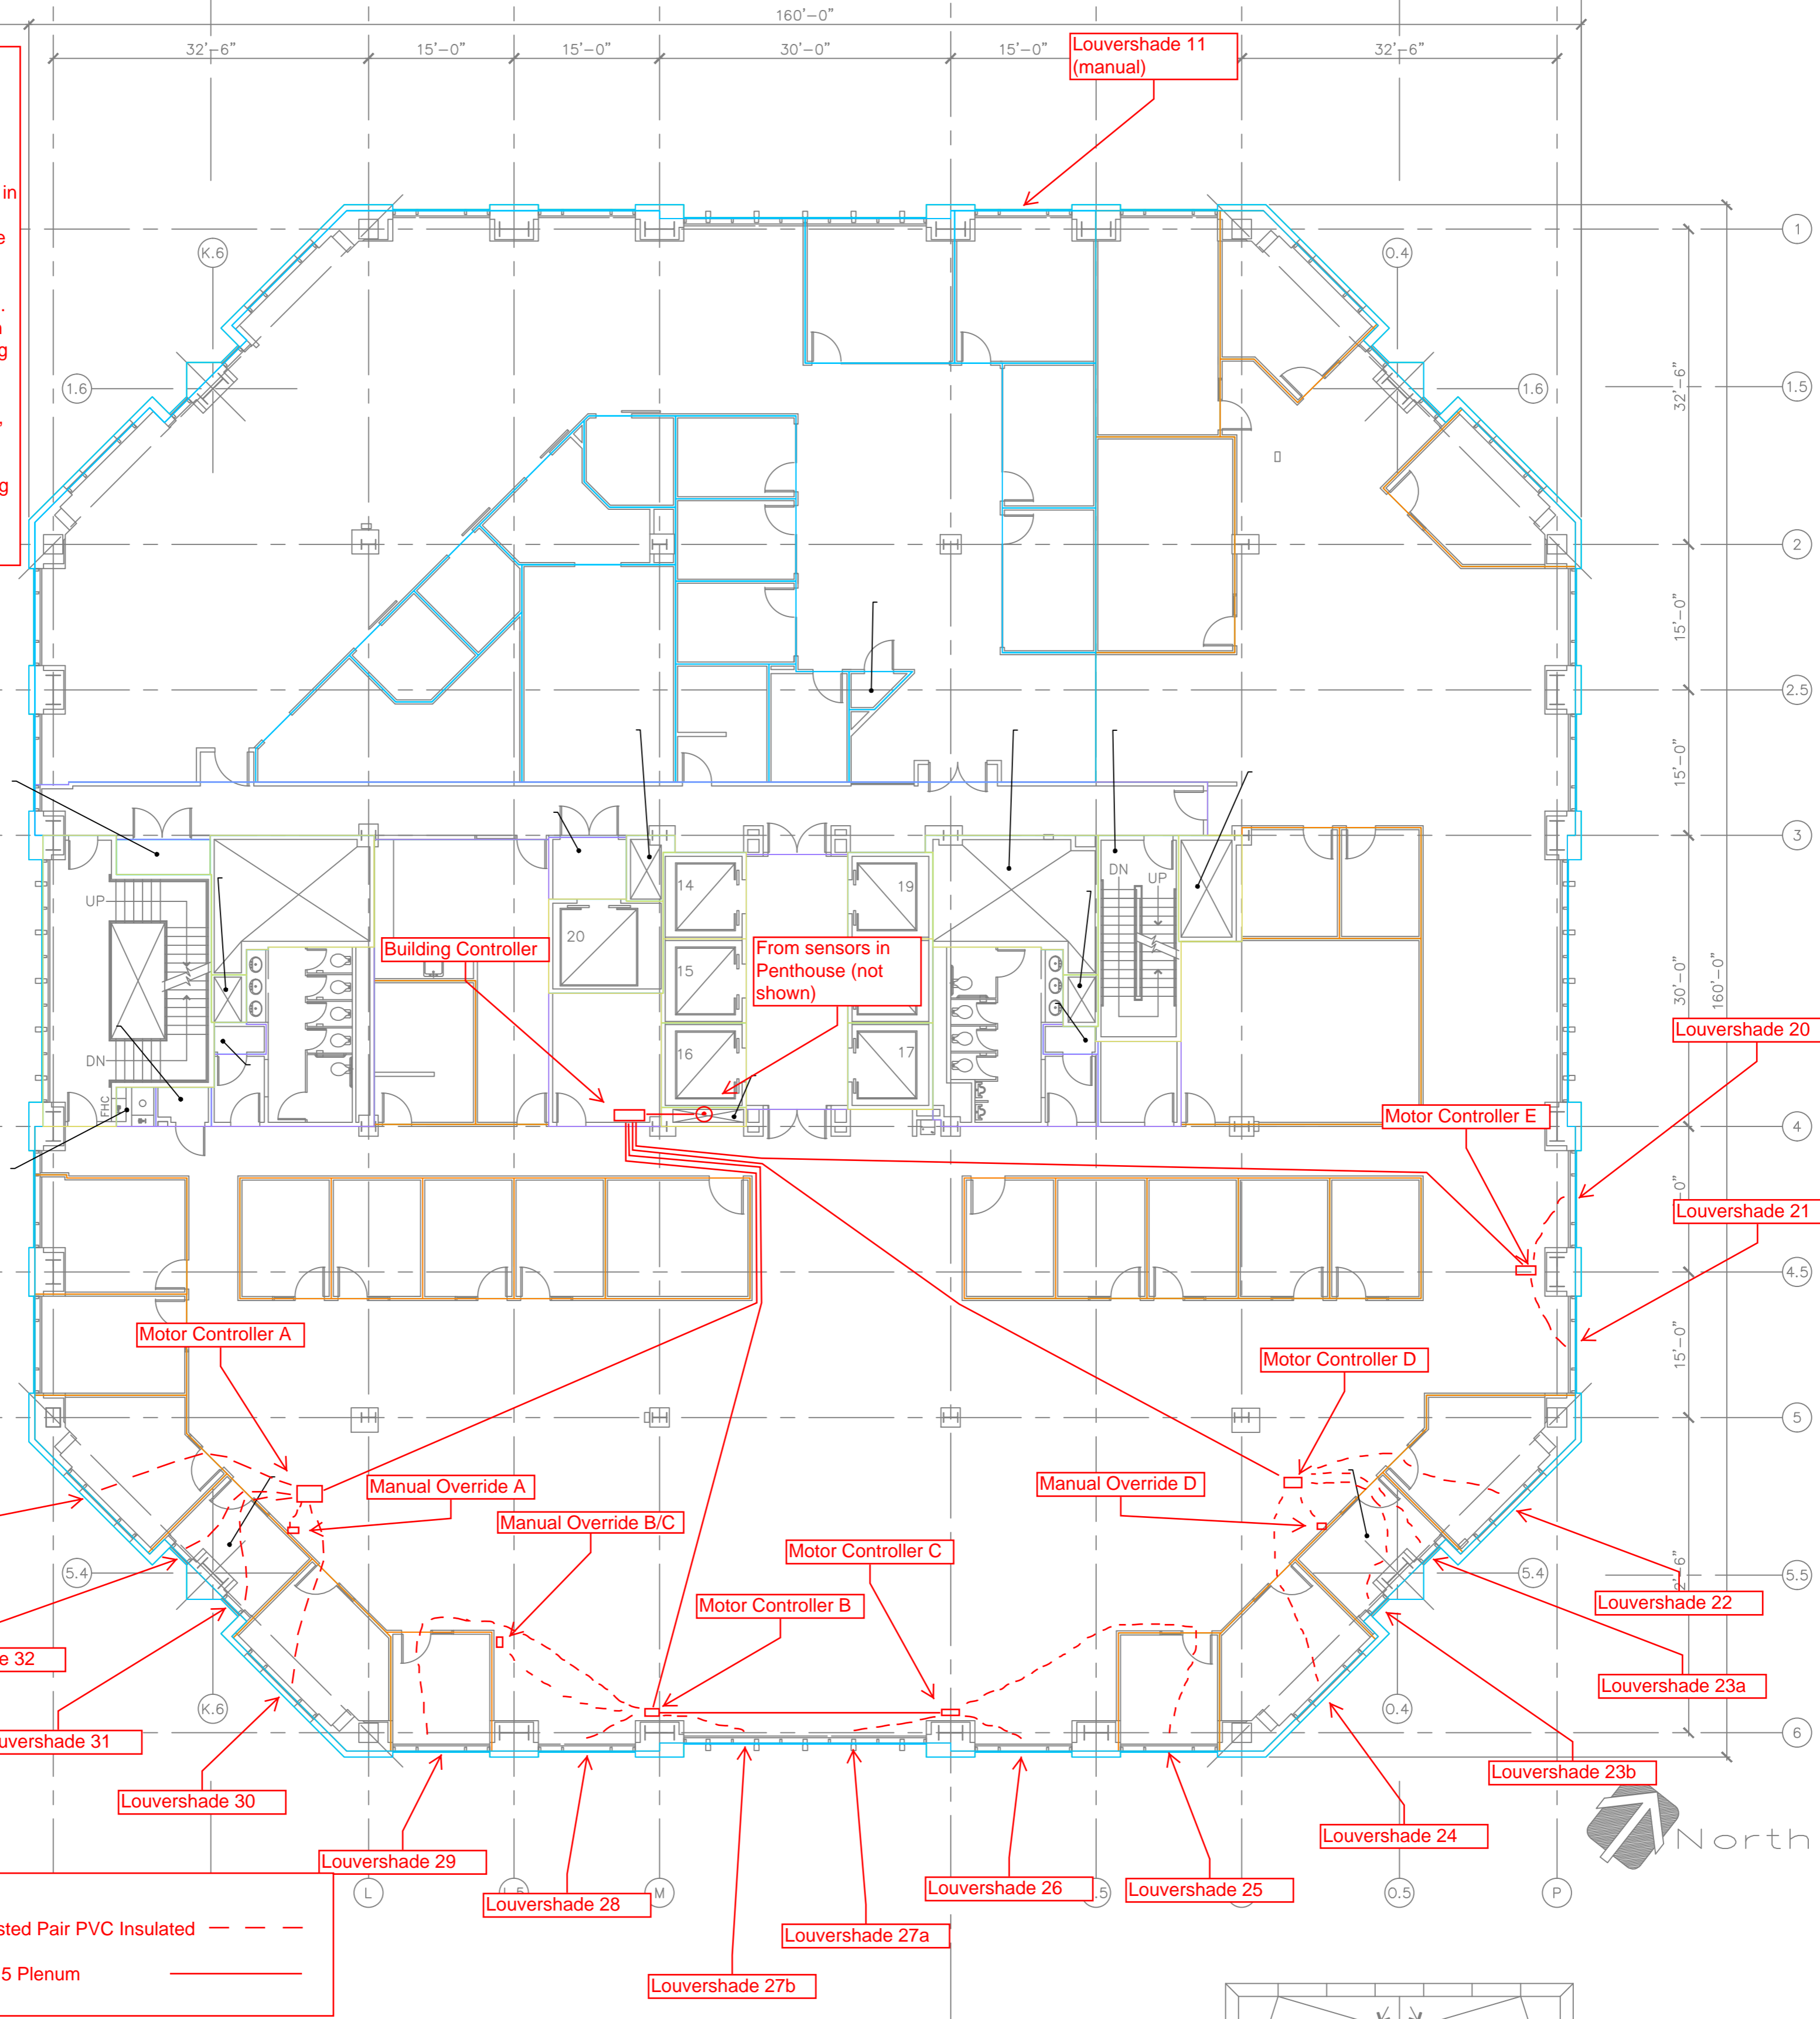 160'-0"
32'-6"
15'-0"
15'-0"
30'-0"
15'-0"
32'-6"
Louvershade 11
(manual)
in
K.6
O.4
1
1.6
1.6
1.5
32'-6"
2
15'-0"
2.5
15'-0"
3
UP
DN
14
19
20
DN
UP
Building Controller
From sensors in
Penthouse (not
shown)
15
30'-0"
160'-0"
16
17
FHC
Louvershade 20
Motor Controller E
4
Louvershade 21
4.5
15'-0"
Motor Controller A
Motor Controller D
5
Manual Override A
Manual Override D
Manual Override B/C
Motor Controller C
5.4
5.4
5.5
Motor Controller B
Louvershade 22
32
Louvershade 23a
K.6
O.4
6
uvershade 31
Louvershade 23b
Louvershade 30
Louvershade 24
North
Louvershade 29
Louvershade 28
Louvershade 26
Louvershade 25
L
M
O.5
P
sted Pair PVC Insulated
Louvershade 27a
5 Plenum
Louvershade 27b